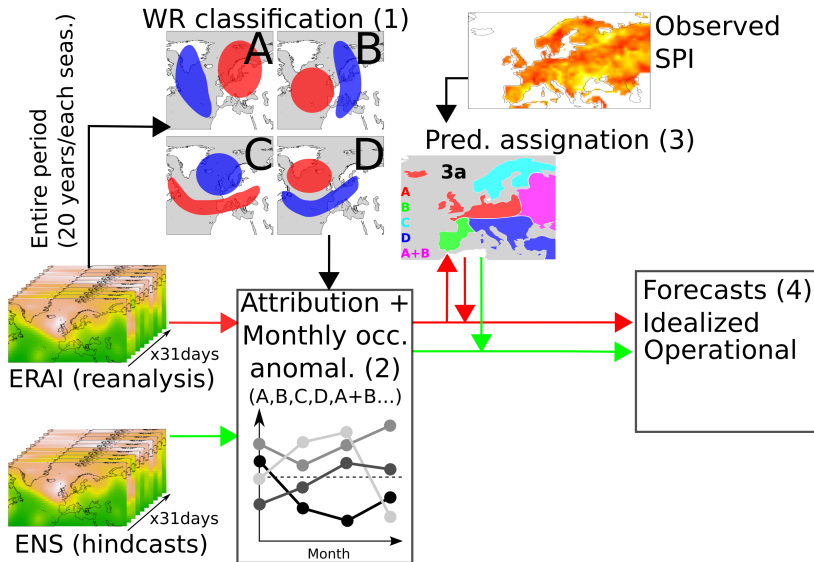 WR classification (1)
A
B
C
D
Entire period
(20 years/each seas.)
Observed
SPI
Pred. assignation (3)
3a
A
B
C
D
A+B
x31days
ERAI (reanalysis)
x31days
ENS (hindcasts)
Attribution +
Monthly occ.
anomal. (2)
(A,B,C,D,A+B...)
Month
Forecasts (4)
Idealized
Operational